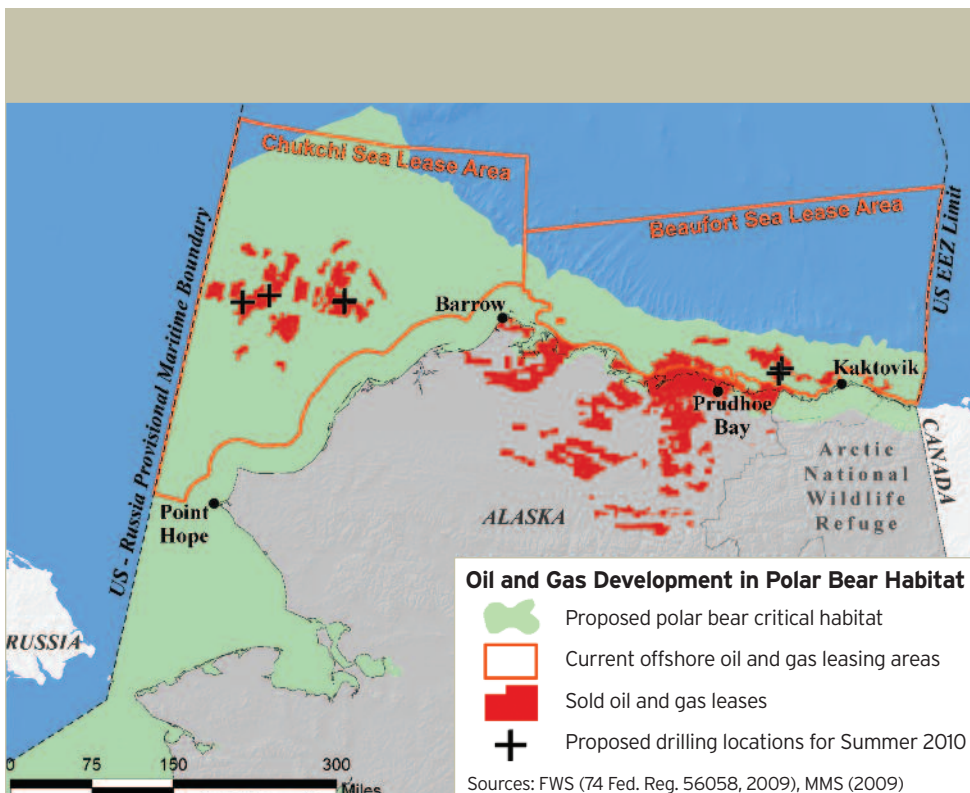 Chukchi Sea Lease Area
Beaufort Sea Lease Area
US - Russia Provisional Maritime Boundary
US EEZ Limit
Barrow
Kaktovik
Prudhoe
Bay
CANADA
Arctic
National
Wildlife
Refuge
Point
Hope
ALASKA
RUSSIA
Oil and Gas Development in Polar Bear Habitat
Proposed polar bear critical habitat
Current offshore oil and gas leasing areas
Sold oil and gas leases
Proposed drilling locations for Summer 2010
Sources: FWS (74 Fed. Reg. 56058, 2009), MMS (2009)
0 75 150 300
Miles